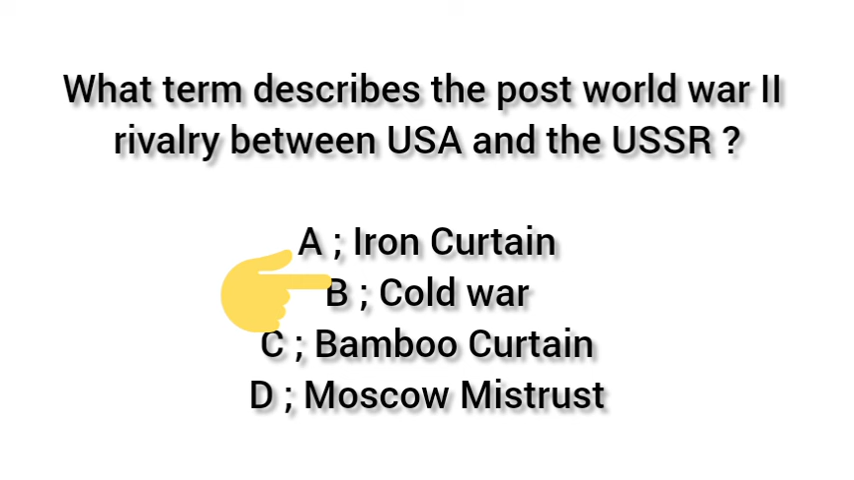 What term describes the post world war II
rivalry between USA and the USSR ?
A ; Iron Curtain
B ; Cold war
C ; Bamboo Curtain
D ; Moscow Mistrust